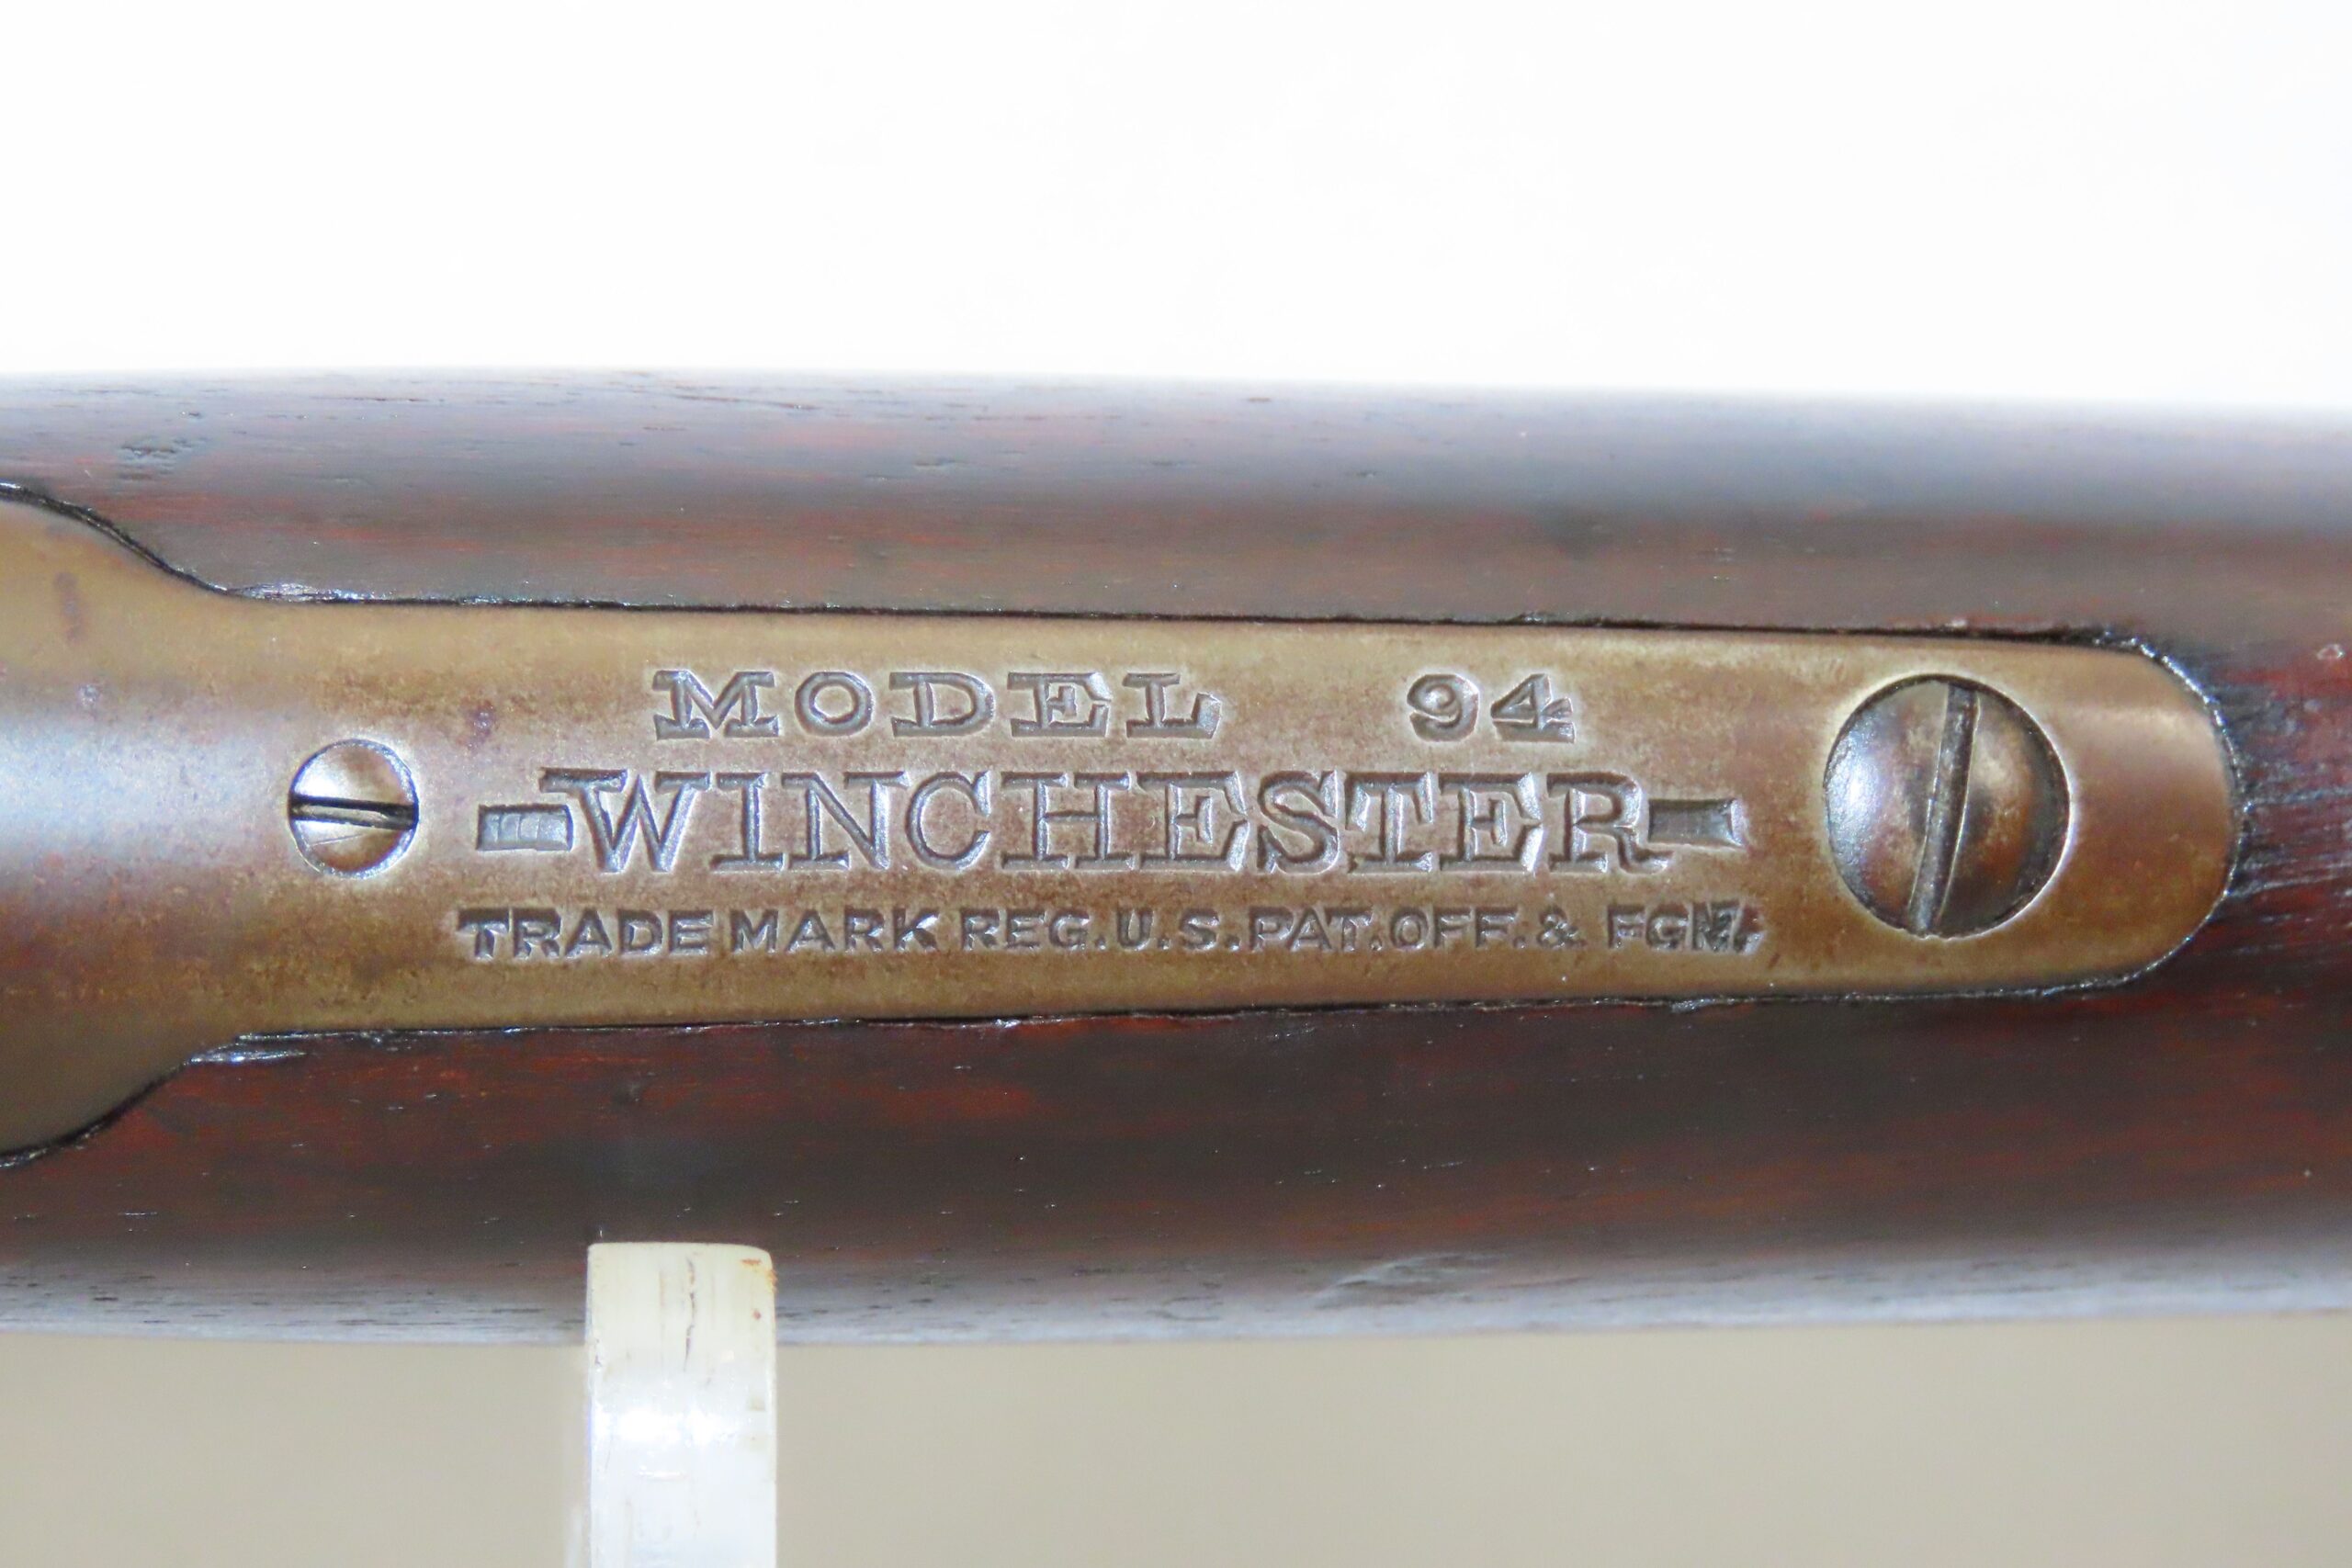 MODEL 94
-WINCHESTER-
TRADE MARK REG. U.S. PAT. OFF. & FGN.